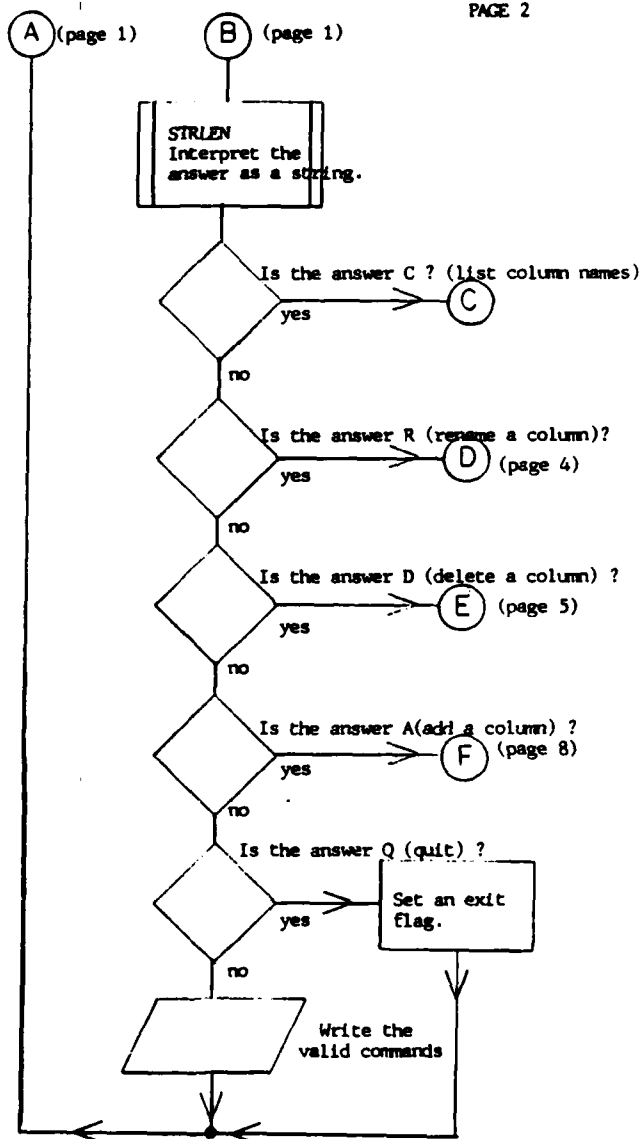 PAGE 2
A (page 1)
B (page 1)
STRLEN
Interpret the
answer as a string.
Is the answer C ? (list column names)
C
yes
no
Is the answer R (rename a column)?
D (page 4)
yes
no
Is the answer D (delete a column) ?
E (page 5)
yes
no
Is the answer A(add a column) ?
F (page 8)
yes
no
Is the answer Q (quit) ?
Set an exit
flag.
yes
no
Write the
valid commands